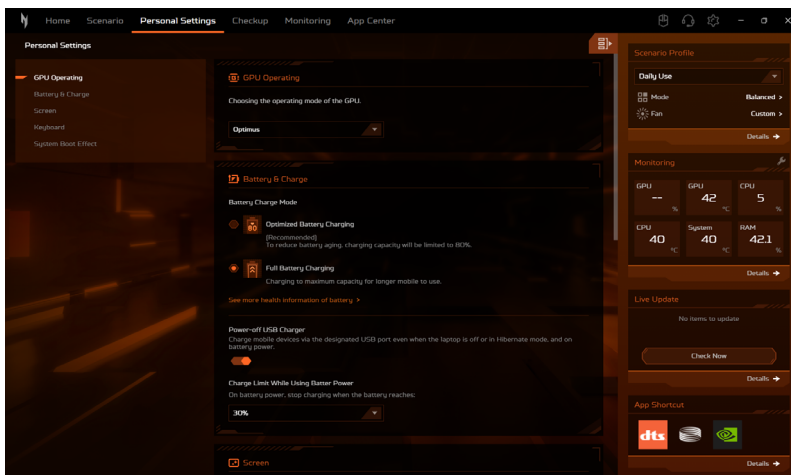 Home Scenario Personal Settings Checkup Monitoring App Center
Personal Settings
GPU Operating
Battery & Charge
Screen
Keyboard
System Boot Effect
GPU Operating
Choosing the operating mode of the GPU.
Optimus
Battery & Charge
Battery Charge Mode
80
Optimized Battery Charging
[Recommended]
To reduce battery aging, charging capacity will be limited to 80%.
Full Battery Charging
Charging to maximum capacity for longer mobile to use.
See more health information of battery >
Power-off USB Charger
Charge mobile devices via the designated USB port even when the laptop is off or in Hibernate mode, and on
battery power.
Charge Limit While Using Batter Power
On battery power, stop charging when the battery reaches:
30%
Screen
Scenario Profile
Daily Use
Mode Balanced >
Fan Custom >
Details →
Monitoring
GPU GPU CPU
-- 42 5
% °C %
CPU System RAM
40 40 42.1
°C °C %
Details →
Live Update
No items to update
Check Now
Details →
App Shortcut
dts
Details →